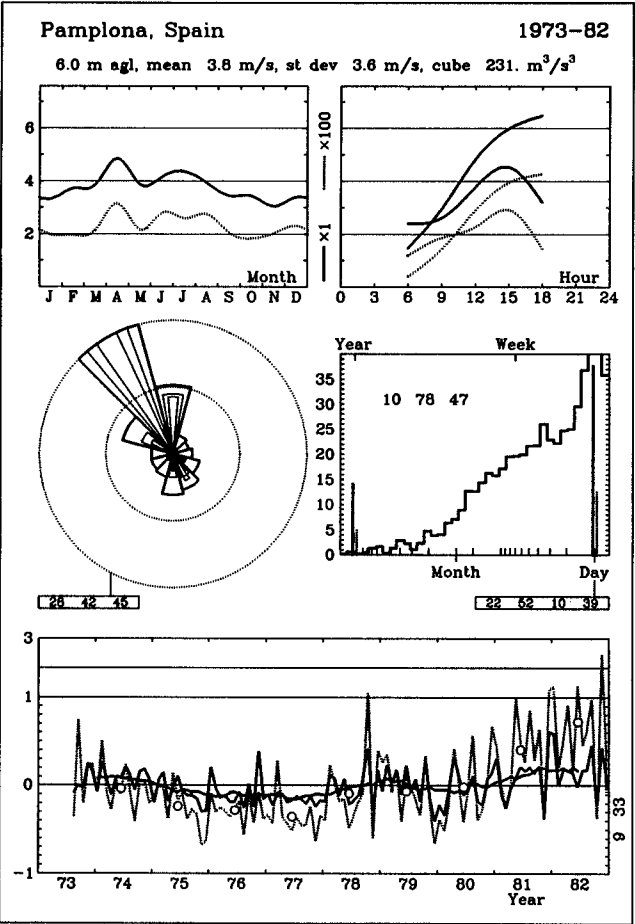 Pamplona, Spain 1973-82
6.0 m agl, mean 3.8 m/s, st dev 3.6 m/s, cube 231. m³/s³
6
4
2
J F M A M J J A S O N D
Month
×1 ×100
0 3 6 9 12 15 18 21 24
Hour
Year Week
35
30
25
20
15
10
5
0
10 78 47
Month Day
28 42 45
22 52 10 39
3
1
0
-1
73 74 75 76 77 78 79 80 81 82
Year
9 33